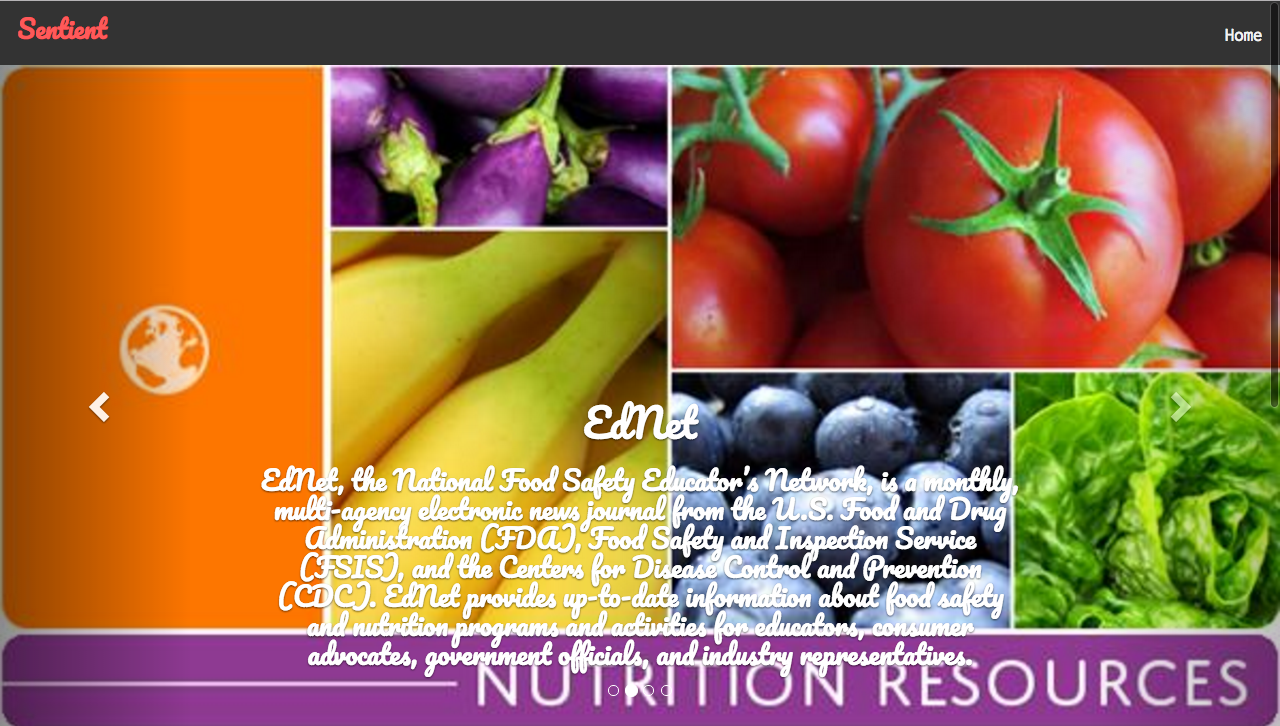 Sentient
Home
EdNet
EdNet, the National Food Safety Educator's Network, is a monthly,
multi-agency electronic news journal from the U.S. Food and Drug
Administration (FDA), Food Safety and Inspection Service
(FSIS), and the Centers for Disease Control and Prevention
(CDC). EdNet provides up-to-date information about food safety
and nutrition programs and activities for educators, consumer
advocates, government officials, and industry representatives.
NUTRITION RESOURCES